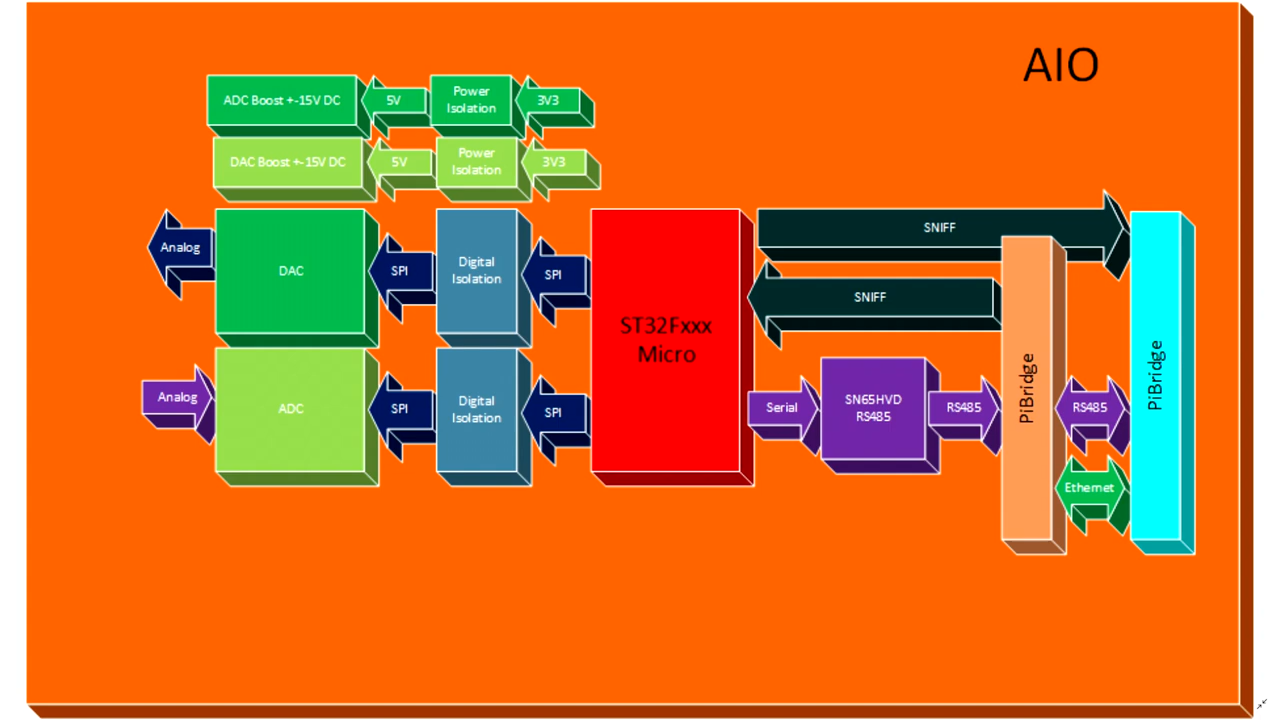 AIO
ADC Boost +-15V DC
5V
Power
Isolation
3V3
DAC Boost +-15V DC
5V
Power
Isolation
3V3
Analog
DAC
SPI
Digital
Isolation
SPI
ST32Fxxx
Micro
SNIFF
SNIFF
Analog
ADC
SPI
Digital
Isolation
SPI
Serial
SN65HVD
RS485
RS485
PiBridge
RS485
Ethernet
PiBridge